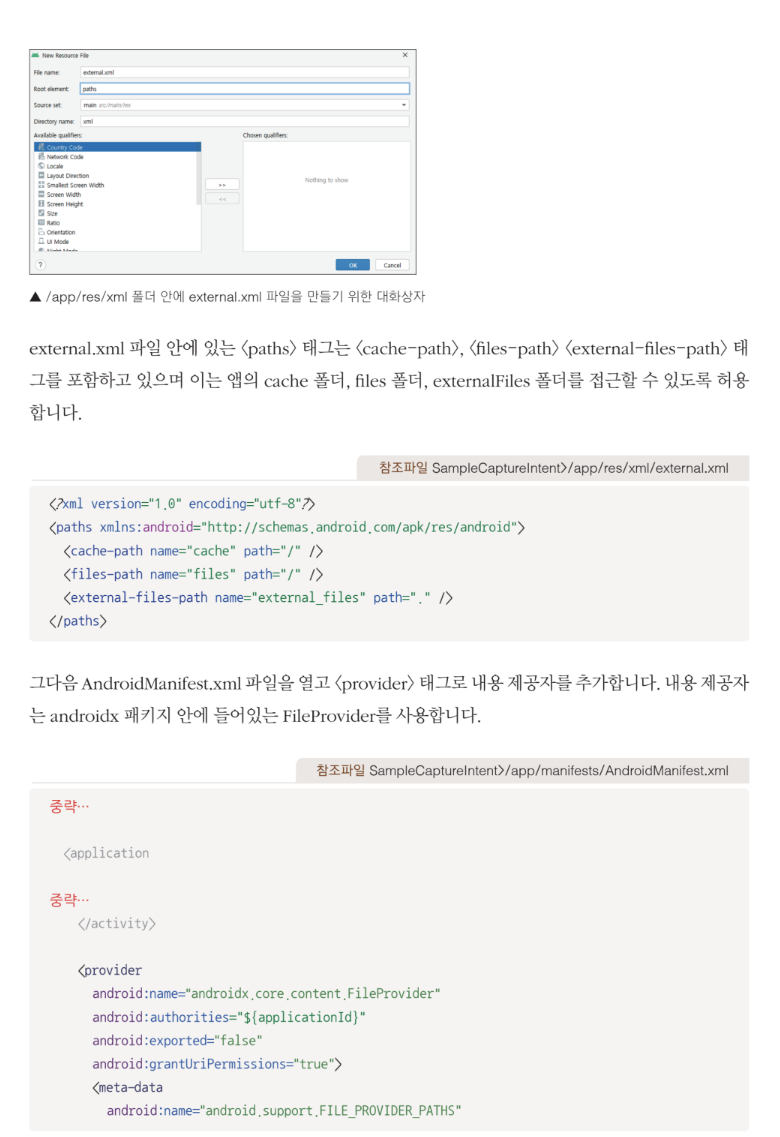 New Resource File
File name: external.xml
Root element: paths
Source set: main src/main/res
Directory name: xml
Available qualifiers: Chosen qualifiers:
Country Code
Network Code
Locale
Layout Direction
Smallest Screen Width
Screen Width
Screen Height
Size
Ratio
Orientation
UI Mode
Night Mode
>>
<<
Nothing to show
? OK Cancel
▲ /app/res/xml 폴더 안에 external.xml 파일을 만들기 위한 대화상자
external.xml 파일 안에 있는 〈paths〉 태그는 〈cache-path〉, 〈files-path〉 〈external-files-path〉 태
그를 포함하고 있으며 이는 앱의 cache 폴더, files 폴더, externalFiles 폴더를 접근할 수 있도록 허용
합니다.
참조파일 SampleCaptureIntent>/app/res/xml/external.xml
<?xml version="1.0" encoding="utf-8"?>
<paths xmlns:android="http://schemas.android.com/apk/res/android">
<cache-path name="cache" path="/" />
<files-path name="files" path="/" />
<external-files-path name="external_files" path="." />
</paths>
그다음 AndroidManifest.xml 파일을 열고 〈provider〉 태그로 내용 제공자를 추가합니다. 내용 제공자
는 androidx 패키지 안에 들어있는 FileProvider를 사용합니다.
참조파일 SampleCaptureIntent>/app/manifests/AndroidManifest.xml
중략…
<application
중략…
</activity>
<provider
android:name="androidx.core.content.FileProvider"
android:authorities="${applicationId}"
android:exported="false"
android:grantUriPermissions="true">
<meta-data
android:name="android.support.FILE_PROVIDER_PATHS"